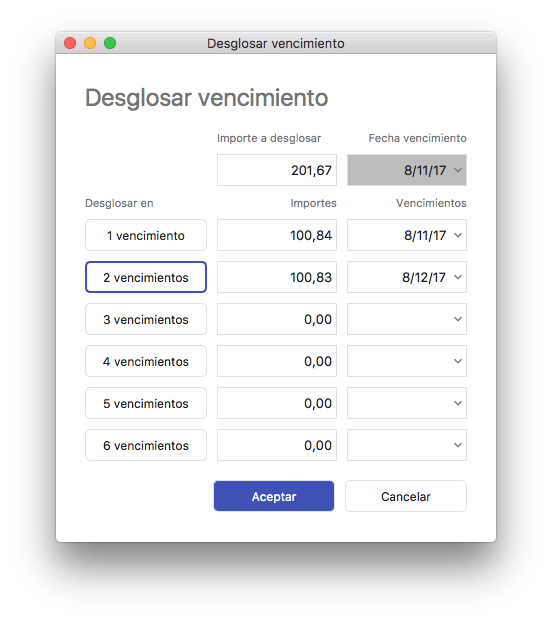 Desglosar vencimiento
Desglosar vencimiento
Importe a desglosar Fecha vencimiento
201,67 8/11/17
Desglosar en Importes Vencimientos
1 vencimiento 100,84 8/11/17
2 vencimientos 100,83 8/12/17
3 vencimientos 0,00
4 vencimientos 0,00
5 vencimientos 0,00
6 vencimientos 0,00
Aceptar Cancelar